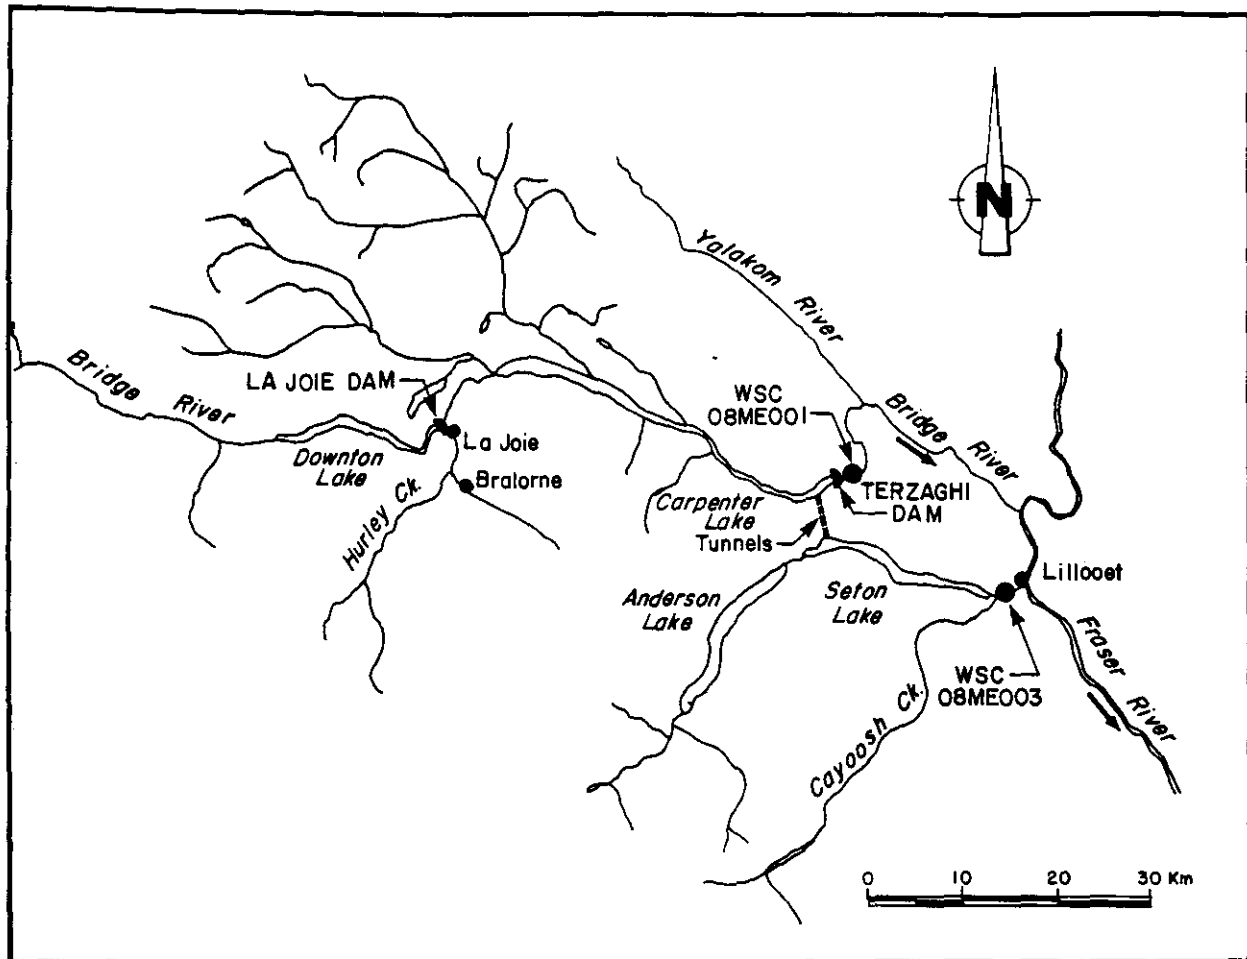 N
Yalakom River
Bridge River
LA JOIE DAM
WSC
08ME001
Bridge River
La Joie
Downton
Lake
Bralorne
TERZAGHI
DAM
Carpenter
Lake
Tunnels
Hurley Ck.
Lillooet
Anderson
Lake
Seton
Lake
Fraser River
WSC
08ME003
Cayoosh Ck.
0 10 20 30 Km